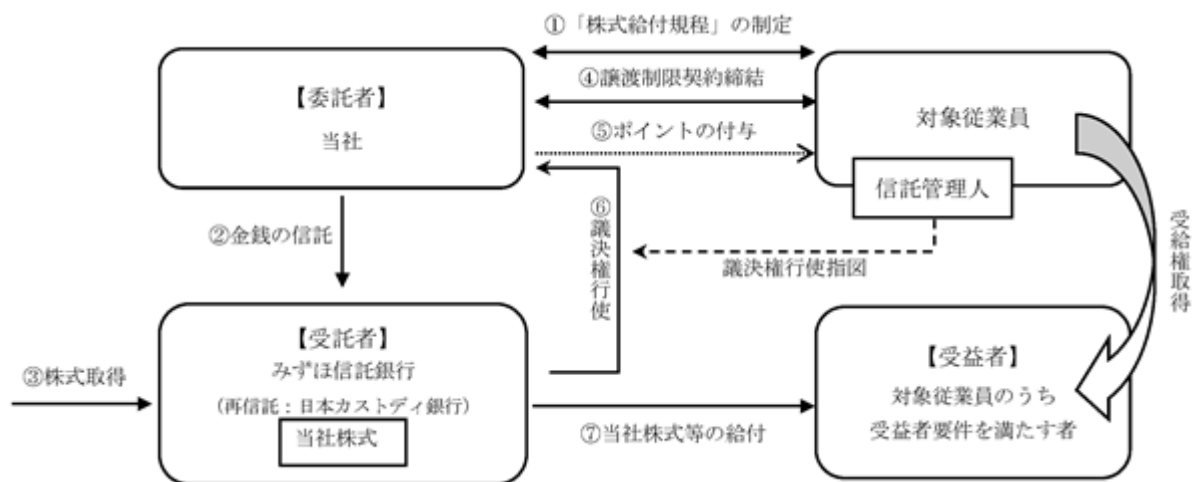 ①「株式給付規程」の制定
【委託者】
当社
④譲渡制限契約締結
⑤ポイントの付与
対象従業員
信託管理人
②金銭の信託
⑥議決権行使
議決権行使指図
受給権取得
【受託者】
みずほ信託銀行
（再信託：日本カストディ銀行）
当社株式
③株式取得
⑦当社株式等の給付
【受益者】
対象従業員のうち
受益者要件を満たす者